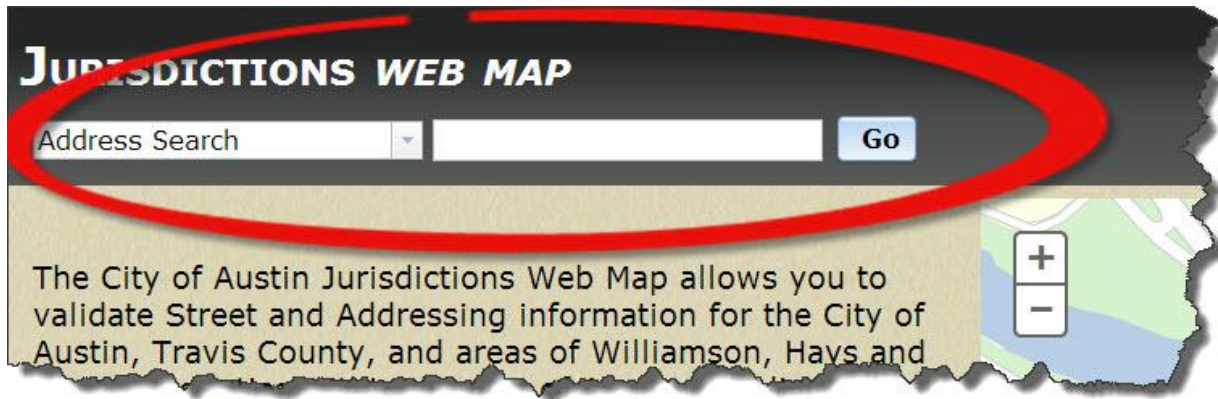 JURISDICTIONS WEB MAP
Address Search Go
The City of Austin Jurisdictions Web Map allows you to
+
validate Street and Addressing information for the City of
−
Austin, Travis County, and areas of Williamson, Hays and